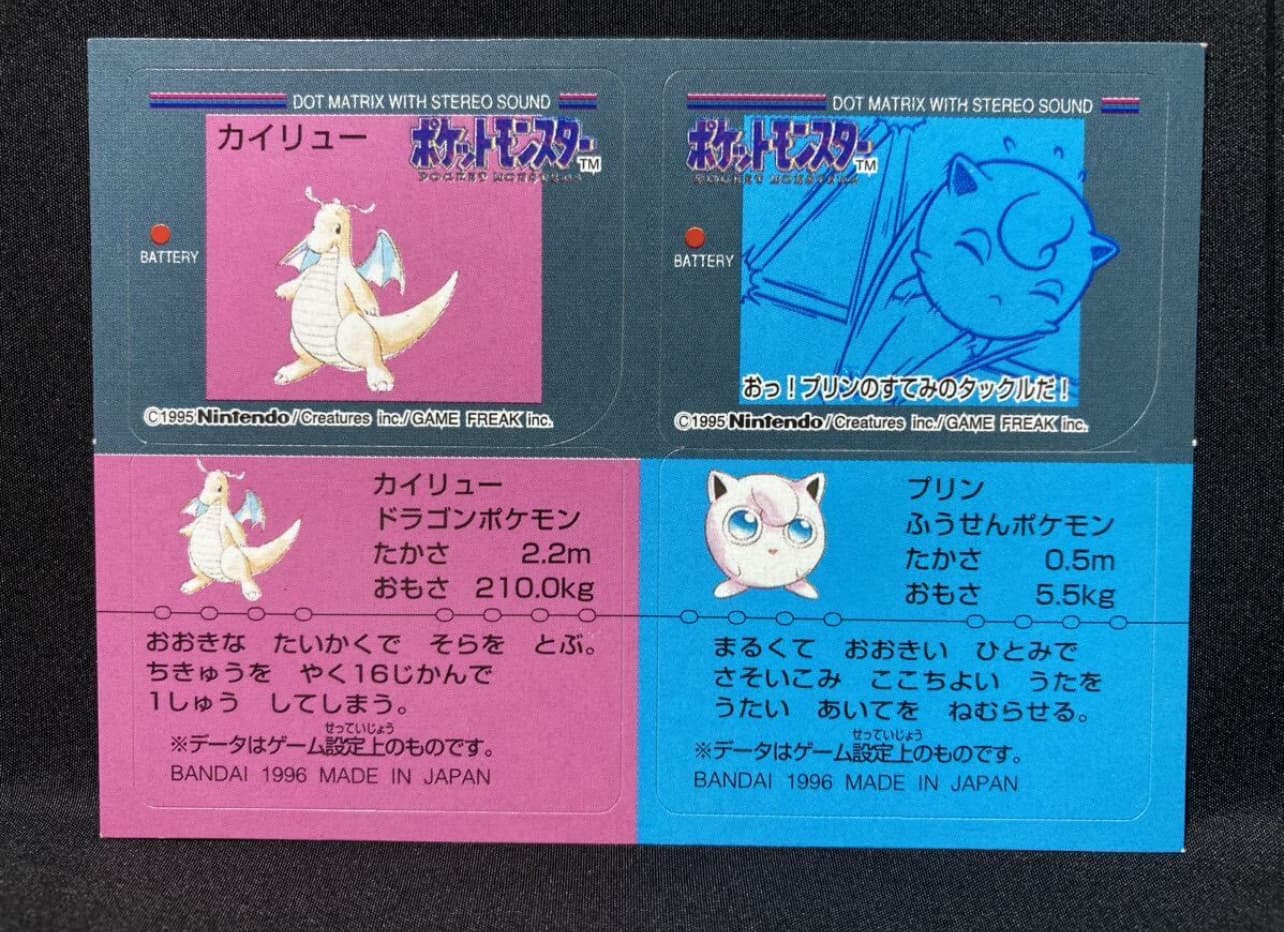 DOT MATRIX WITH STEREO SOUND
カイリュー
ポケットモンスター TM
POCKET MONSTERS
BATTERY
©1995 Nintendo/Creatures inc./GAME FREAK inc.
DOT MATRIX WITH STEREO SOUND
ポケットモンスター TM
POCKET MONSTERS
BATTERY
おっ!プリンのすてみのタックルだ!
©1995 Nintendo/Creatures inc./GAME FREAK inc.
カイリュー
ドラゴンポケモン
たかさ 2.2m
おもさ 210.0kg
おおきな たいかくで そらを とぶ。
ちきゅうを やく16じかんで
1しゅう してしまう。
せっていじょう
※データはゲーム設定上のものです。
BANDAI 1996 MADE IN JAPAN
プリン
ふうせんポケモン
たかさ 0.5m
おもさ 5.5kg
まるくて おおきい ひとみで
さそいこみ ここちよい うたを
うたい あいてを ねむらせる。
せっていじょう
※データはゲーム設定上のものです。
BANDAI 1996 MADE IN JAPAN